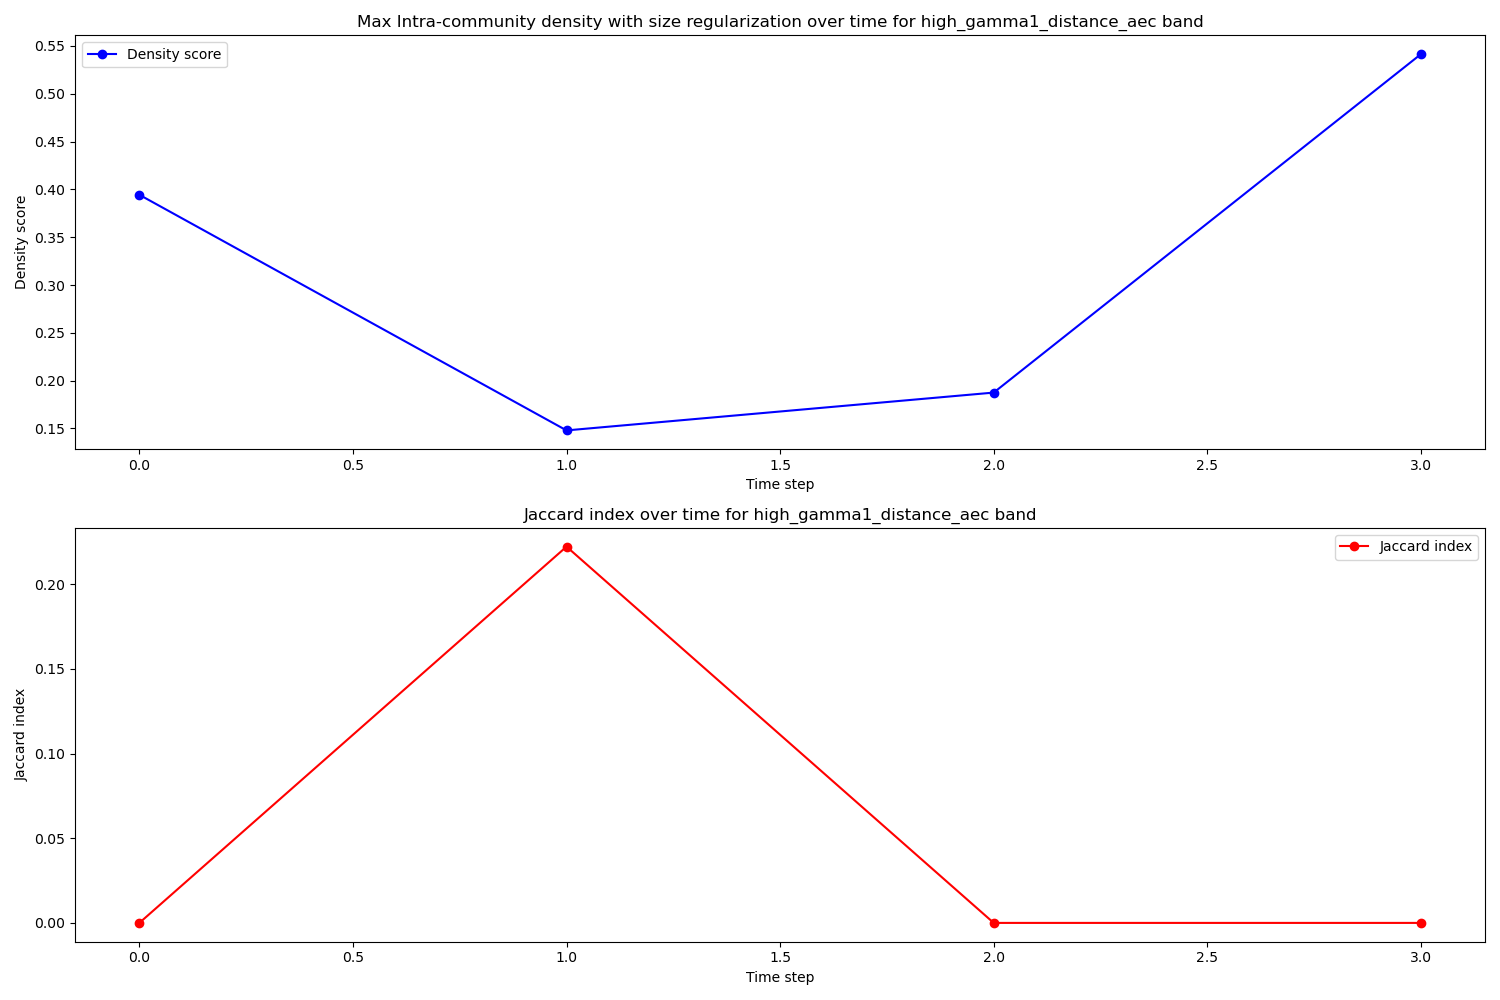 Max Intra-community density with size regularization over time for high_gamma1_distance_aec band
Density score
0.55
0.50
0.45
0.40
0.35
0.30
0.25
0.20
0.15
Density score
0.0 0.5 1.0 1.5 2.0 2.5 3.0
Time step
Jaccard index over time for high_gamma1_distance_aec band
Jaccard index
0.20
0.15
0.10
0.05
0.00
Jaccard index
0.0 0.5 1.0 1.5 2.0 2.5 3.0
Time step